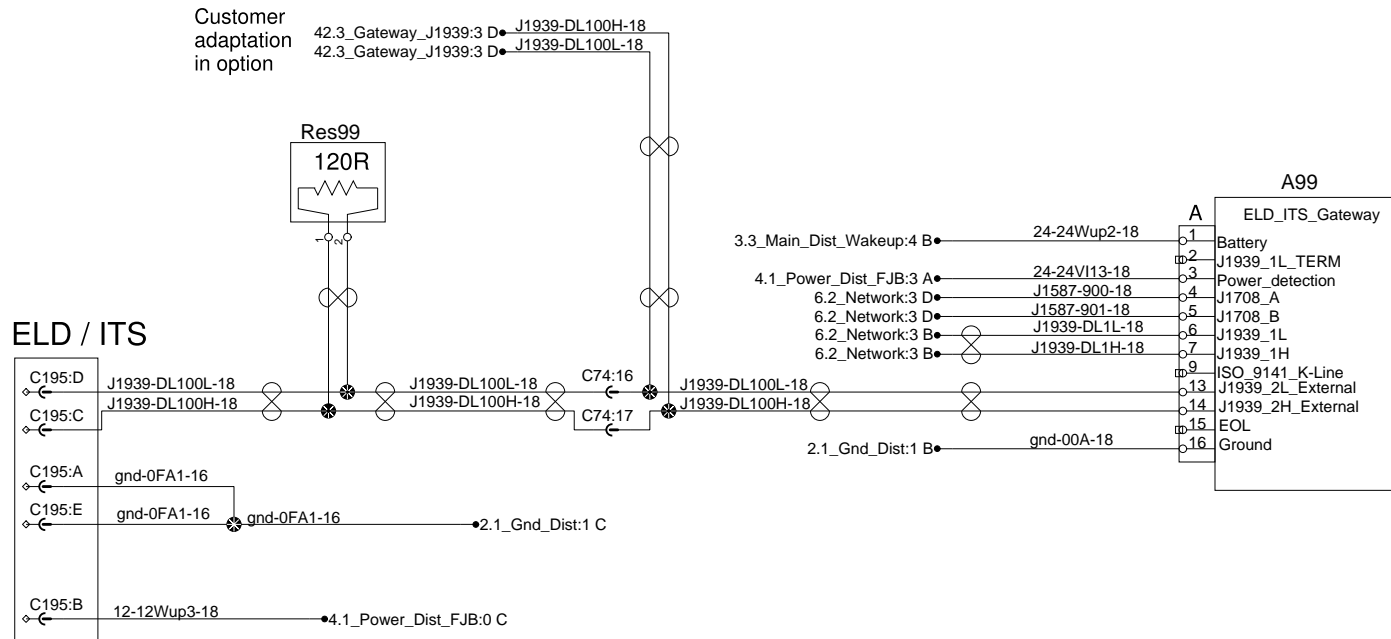 Customer
adaptation
in option
42.3_Gateway_J1939:3 D
J1939-DL100H-18
42.3_Gateway_J1939:3 D
J1939-DL100L-18
Res99
120R
1
2
A99
A
ELD_ITS_Gateway
3.3_Main_Dist_Wakeup:4 B
24-24Wup2-18
1
Battery
2
J1939_1L_TERM
4.1_Power_Dist_FJB:3 A
24-24VI13-18
3
Power_detection
6.2_Network:3 D
J1587-900-18
4
J1708_A
6.2_Network:3 D
J1587-901-18
5
J1708_B
6.2_Network:3 B
J1939-DL1L-18
6
J1939_1L
6.2_Network:3 B
J1939-DL1H-18
7
J1939_1H
9
ISO_9141_K-Line
ELD / ITS
C195:D
J1939-DL100L-18
J1939-DL100L-18
C74:16
J1939-DL100L-18
13
J1939_2L_External
C195:C
J1939-DL100H-18
J1939-DL100H-18
C74:17
J1939-DL100H-18
14
J1939_2H_External
15
EOL
2.1_Gnd_Dist:1 B
gnd-00A-18
16
Ground
C195:A
gnd-0FA1-16
C195:E
gnd-0FA1-16
gnd-0FA1-16
2.1_Gnd_Dist:1 C
C195:B
12-12Wup3-18
4.1_Power_Dist_FJB:0 C